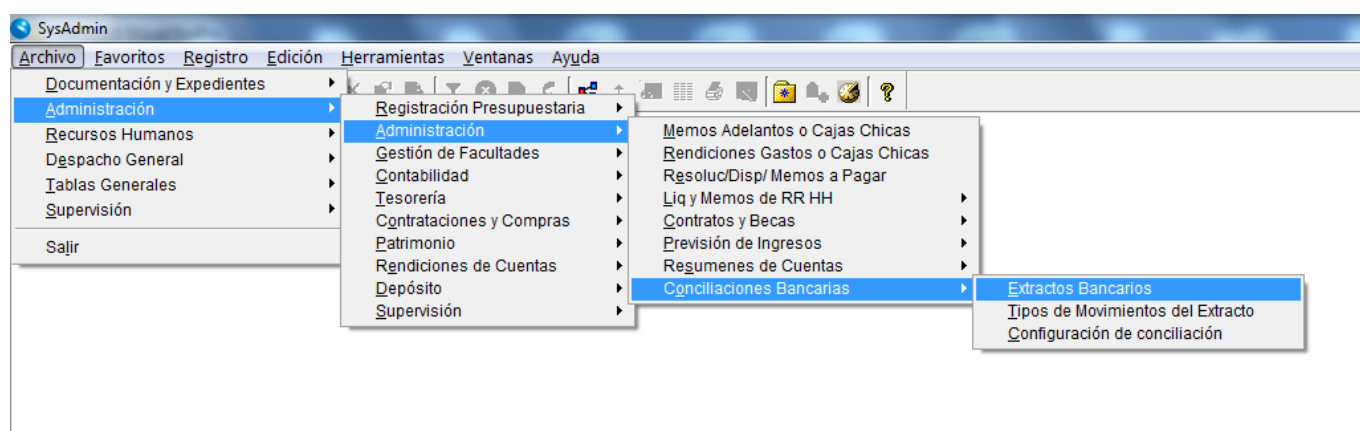 SysAdmin
Archivo Favoritos Registro Edición Herramientas Ventanas Ayuda
Documentación y Expedientes
Administración
Recursos Humanos
Despacho General
Tablas Generales
Supervisión
Salir
Registración Presupuestaria
Administración
Gestión de Facultades
Contabilidad
Tesorería
Contrataciones y Compras
Patrimonio
Rendiciones de Cuentas
Depósito
Supervisión
Memos Adelantos o Cajas Chicas
Rendiciones Gastos o Cajas Chicas
Resoluc/Disp/ Memos a Pagar
Liq y Memos de RR HH
Contratos y Becas
Previsión de Ingresos
Resumenes de Cuentas
Conciliaciones Bancarias
Extractos Bancarios
Tipos de Movimientos del Extracto
Configuración de conciliación